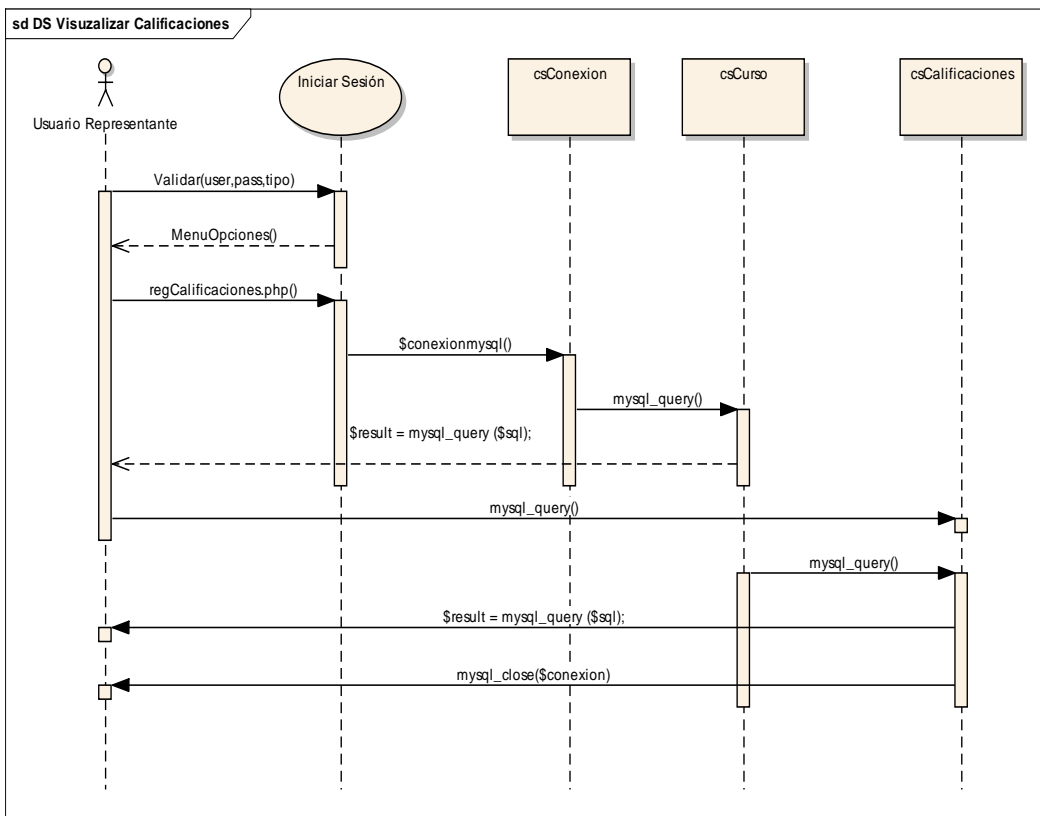 sd DS Visuzalizar Calificaciones
Usuario Representante
Iniciar Sesión
csConexion
csCurso
csCalificaciones
Validar(user,pass,tipo)
MenuOpciones()
regCalificaciones.php()
$conexionmysql()
mysql_query()
$result = mysql_query ($sql);
mysql_query()
mysql_query()
$result = mysql_query ($sql);
mysql_close($conexion)